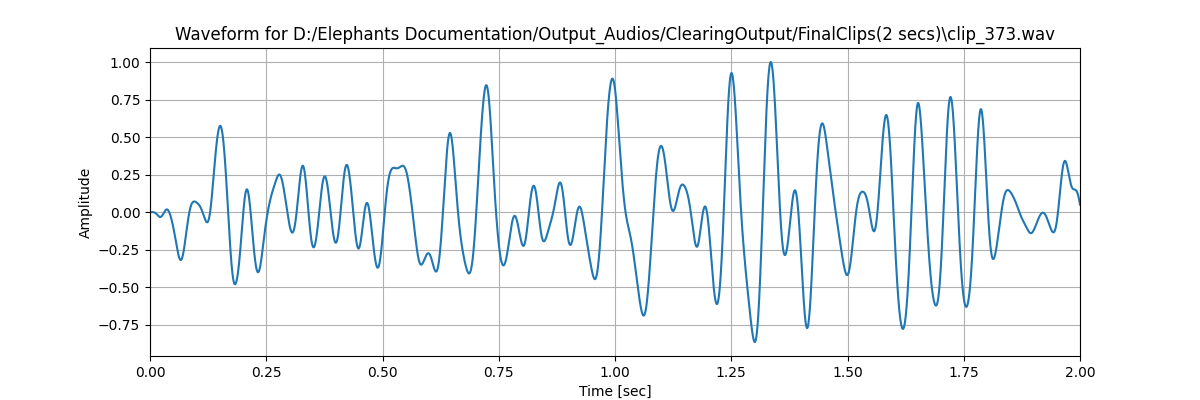 Waveform for D:/Elephants Documentation/Output_Audios/ClearingOutput/FinalClips(2 secs)\clip_373.wav
1.00
0.75
0.50
0.25
0.00
−0.25
−0.50
−0.75
Amplitude
0.00 0.25 0.50 0.75 1.00 1.25 1.50 1.75 2.00
Time [sec]